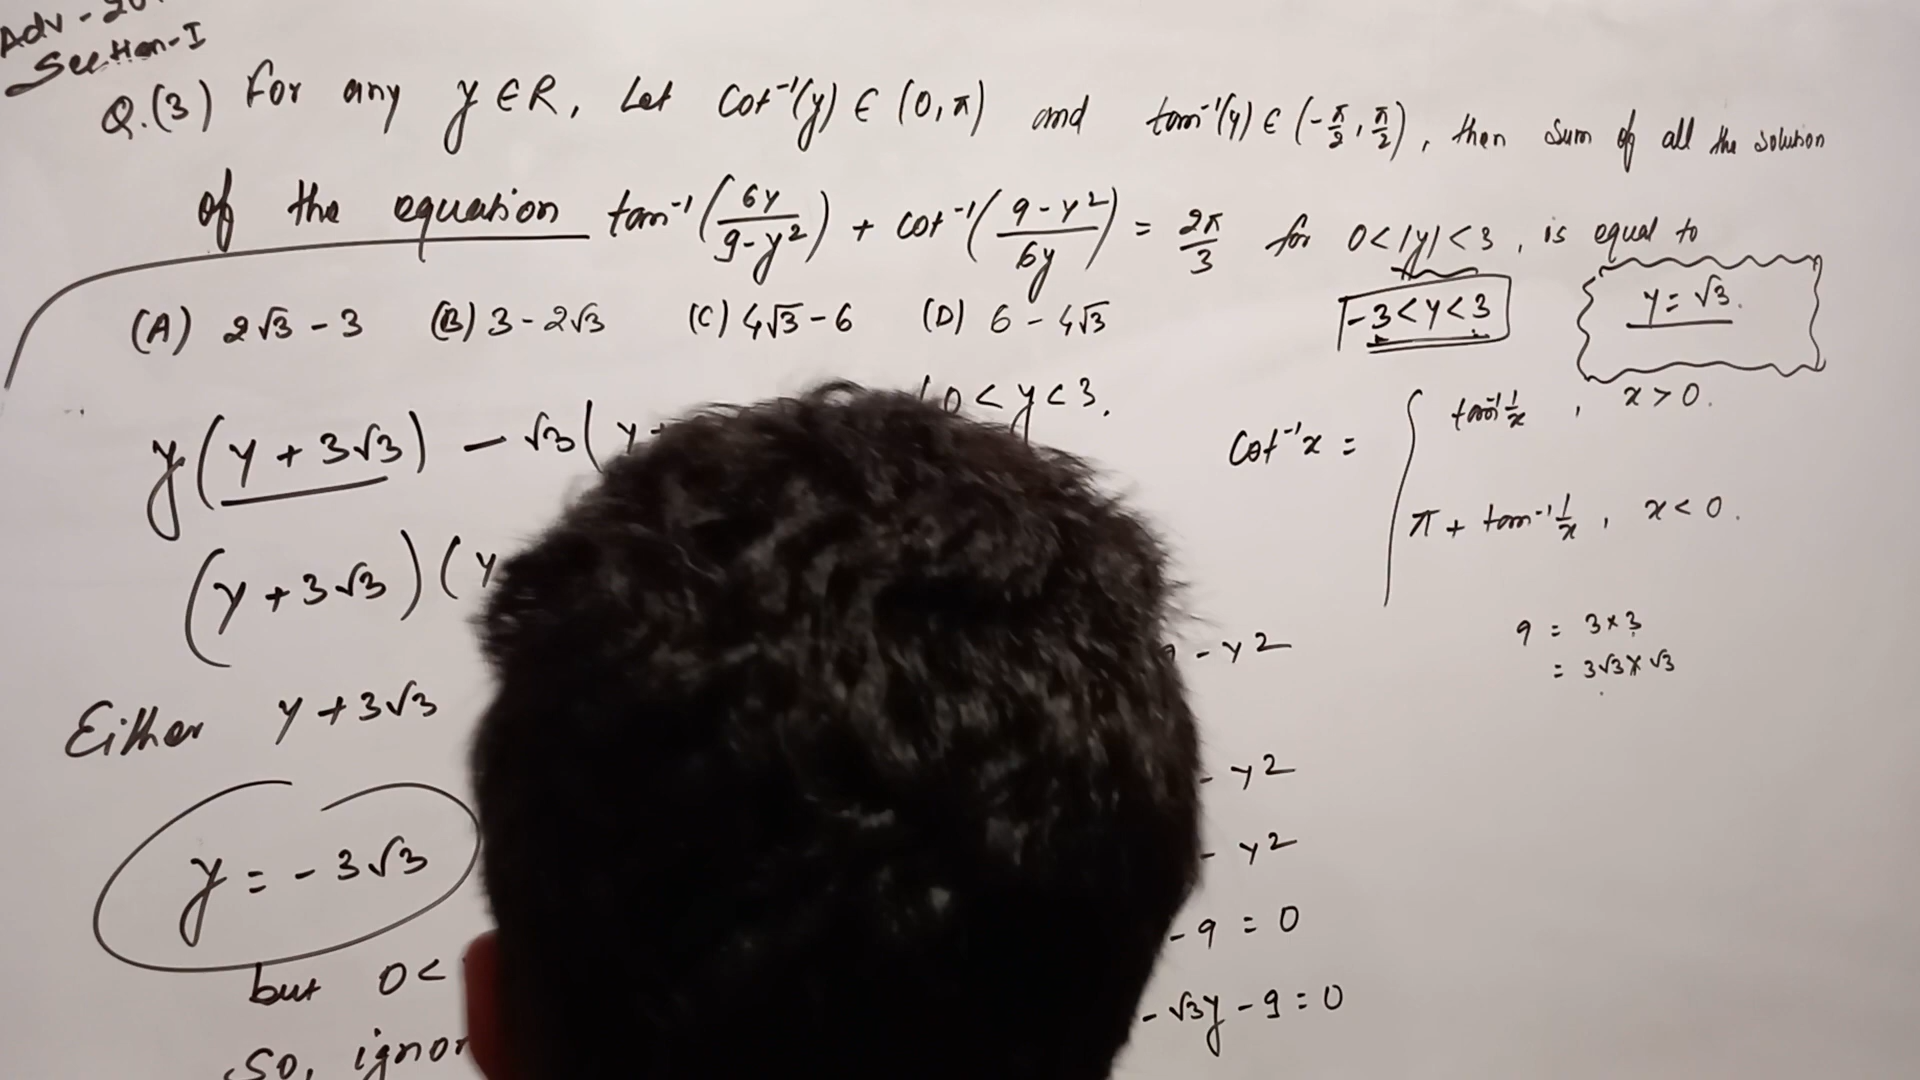 Adv - 20
Section-I
Q.(3) For any y ∈ R, Let cot⁻¹(y) ∈ (0, π) and tan⁻¹(y) ∈ (-π/2, π/2), then sum of all the solution
of the equation tan⁻¹(6y/(9-y²)) + cot⁻¹((9-y²)/6y) = 2π/3 for 0<|y|<3, is equal to
(A) 2√3 - 3 (B) 3 - 2√3 (C) 4√3 - 6 (D) 6 - 4√3
-3<y<3
y = √3.
0<y<3.
y(y + 3√3) - √3(y
cot⁻¹x = { tan⁻¹ 1/x, x>0.
π + tan⁻¹ 1/x, x<0.
(y + 3√3)(y
9 = 3×3
= 3√3×√3
- y²
Either y + 3√3
- y²
- y²
y = -3√3
- 9 = 0
but 0<
- √3y - 9 = 0
So,